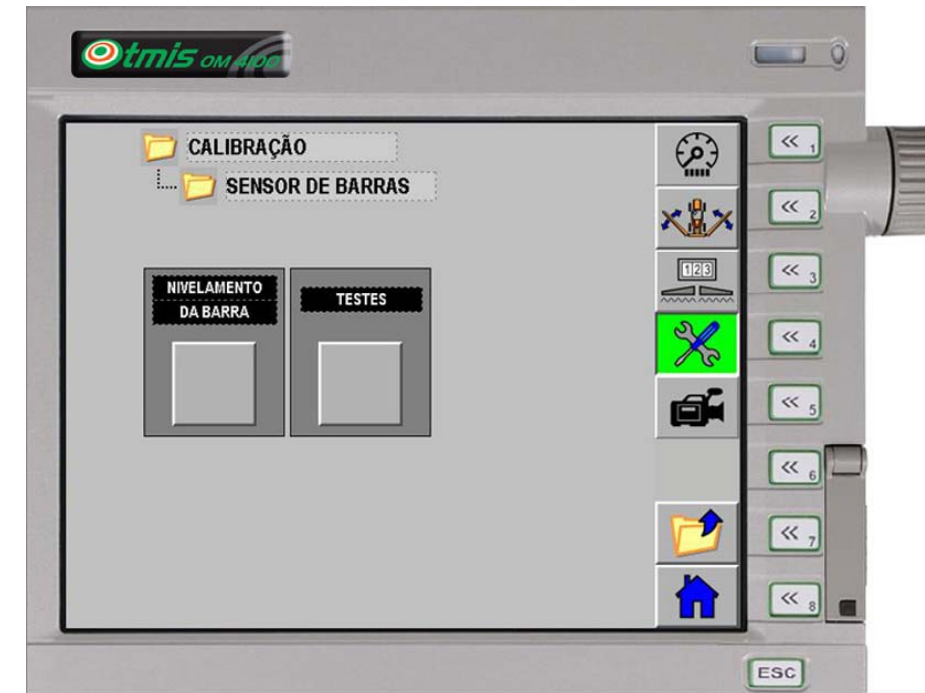 Otmis OM 4100
CALIBRAÇÃO
SENSOR DE BARRAS
NIVELAMENTO
DA BARRA
TESTES
123
<< 1
<< 2
<< 3
<< 4
<< 5
<< 6
<< 7
<< 8
ESC